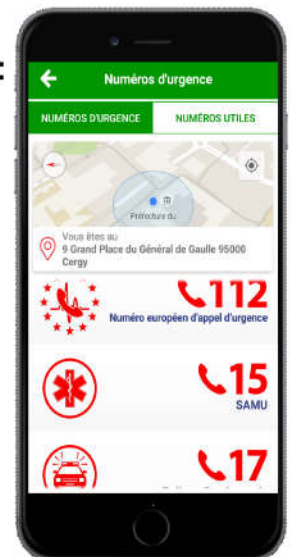 Numéros d'urgence
NUMÉROS D'URGENCE
NUMÉROS UTILES
Préfecture du
Vous êtes au
9 Grand Place du Général de Gaulle 95000
Cergy
112
Numéro européen d'appel d'urgence
15
SAMU
17